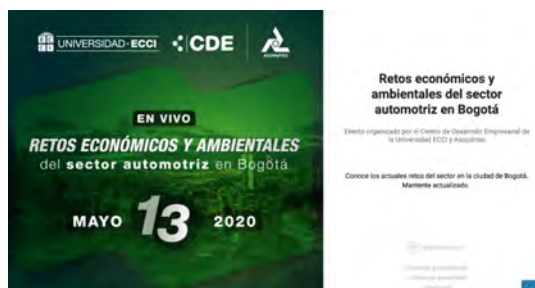 UNIVERSIDAD-ECCI
CDE
ASOPARTES
EN VIVO
RETOS ECONÓMICOS Y AMBIENTALES
del sector automotriz en Bogotá
MAYO 13 2020
Retos económicos y
ambientales del sector
automotriz en Bogotá
Evento organizado por el Centro de Desarrollo Empresarial de
la Universidad ECCI y Asopartes
Conoce los actuales retos del sector en la ciudad de Bogotá.
Mantente actualizado